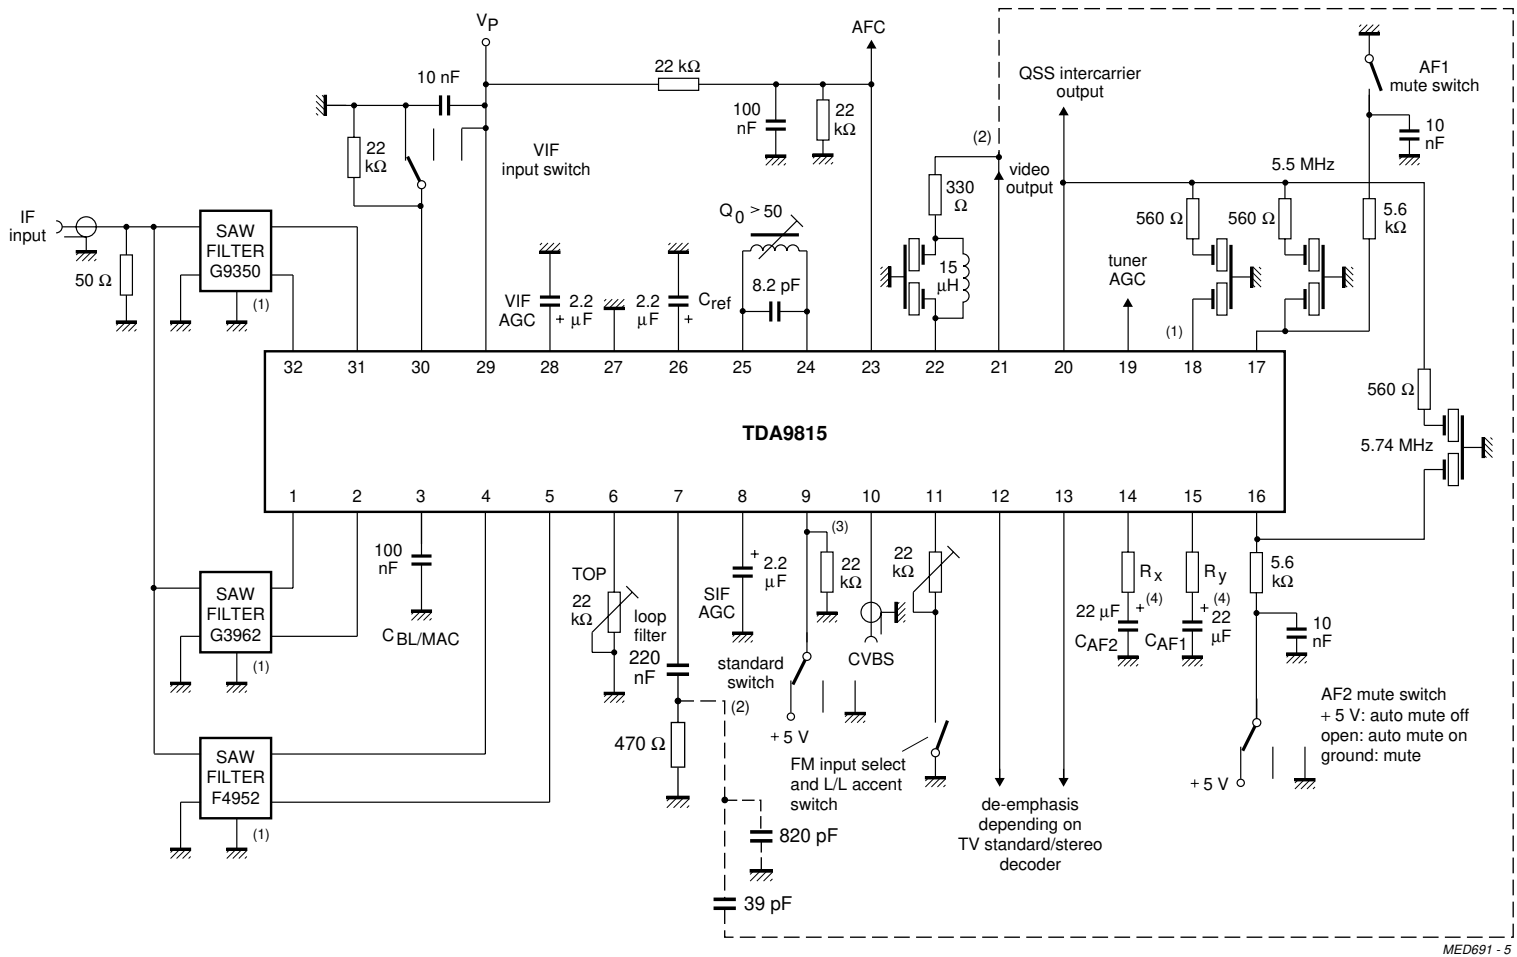 VP
AFC
10 nF
22 kΩ
QSS intercarrier
output
AF1
mute switch
100
nF
22
kΩ
22
kΩ
VIF
input switch
(2)
video
output
10
nF
5.5 MHz
330
Ω
560 Ω
560 Ω
5.6
kΩ
IF
input
50 Ω
SAW
FILTER
G9350
(1)
Q0 > 50
8.2 pF
VIF
AGC
2.2
μF
+
2.2
μF
Cref
+
15
μH
tuner
AGC
(1)
32 31 30 29 28 27 26 25 24 23 22 21 20 19 18 17
TDA9815
1 2 3 4 5 6 7 8 9 10 11 12 13 14 15 16
560 Ω
5.74 MHz
100
nF
CBL/MAC
SAW
FILTER
G3962
(1)
TOP
22
kΩ
loop
filter
220
nF
+
2.2
μF
SIF
AGC
(3)
22
kΩ
standard
switch
+ 5 V
CVBS
22
kΩ
FM input select
and L/L accent
switch
Rx
(4)
22 μF
+
CAF2
Ry
(4)
+
22
μF
CAF1
5.6
kΩ
10
nF
AF2 mute switch
+ 5 V: auto mute off
open: auto mute on
ground: mute
+ 5 V
(2)
470 Ω
820 pF
39 pF
SAW
FILTER
F4952
(1)
de-emphasis
depending on
TV standard/stereo
decoder
MED691 - 5